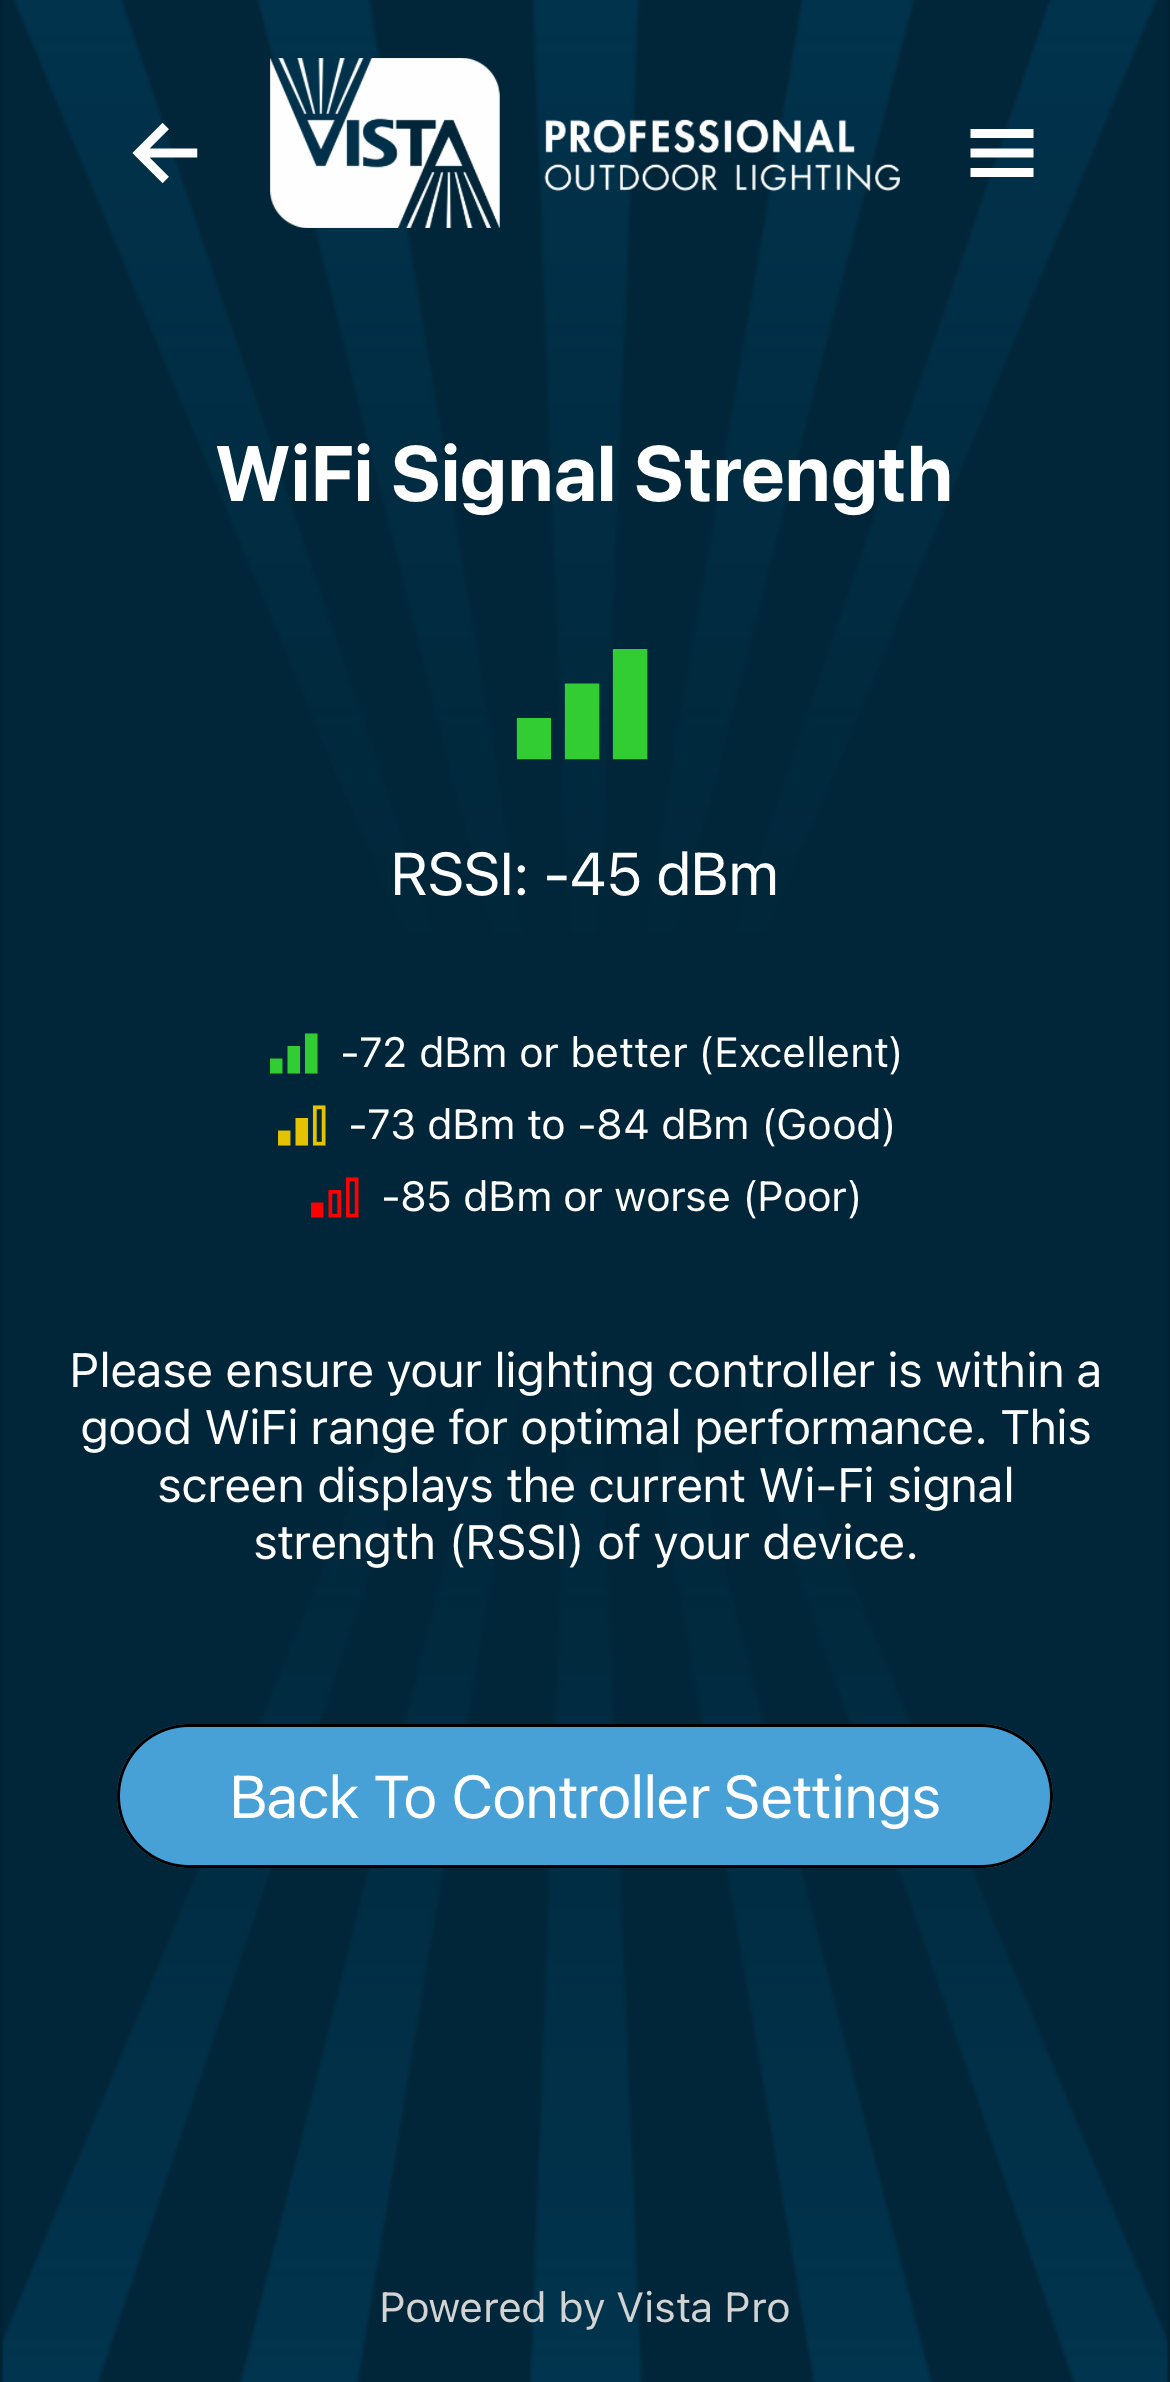 VISTA
PROFESSIONAL
OUTDOOR LIGHTING
WiFi Signal Strength
RSSI: -45 dBm
-72 dBm or better (Excellent)
-73 dBm to -84 dBm (Good)
-85 dBm or worse (Poor)
Please ensure your lighting controller is within a
good WiFi range for optimal performance. This
screen displays the current Wi-Fi signal
strength (RSSI) of your device.
Back To Controller Settings
Powered by Vista Pro